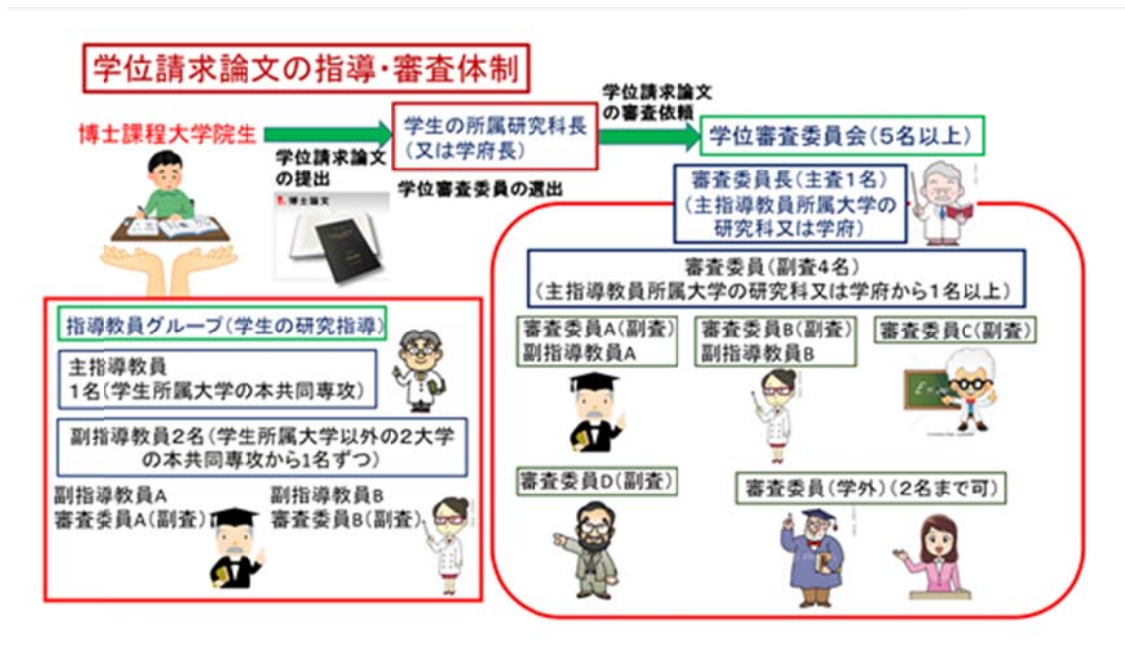 学位請求論文の指導・審査体制
博士課程大学院生
学位請求論文
の提出
博士論文
学生の所属研究科長
(又は学府長)
学位審査委員の選出
学位請求論文
の審査依頼
学位審査委員会(5名以上)
審査委員長(主査1名)
(主指導教員所属大学の
研究科又は学府)
審査委員(副査4名)
(主指導教員所属大学の研究科又は学府から1名以上)
審査委員A(副査)
副指導教員A
審査委員B(副査)
副指導教員B
審査委員C(副査)
審査委員D(副査)
審査委員(学外)(2名まで可)
指導教員グループ(学生の研究指導)
主指導教員
1名(学生所属大学の本共同専攻)
副指導教員2名(学生所属大学以外の2大学
の本共同専攻から1名ずつ)
副指導教員A
審査委員A(副査)
副指導教員B
審査委員B(副査)